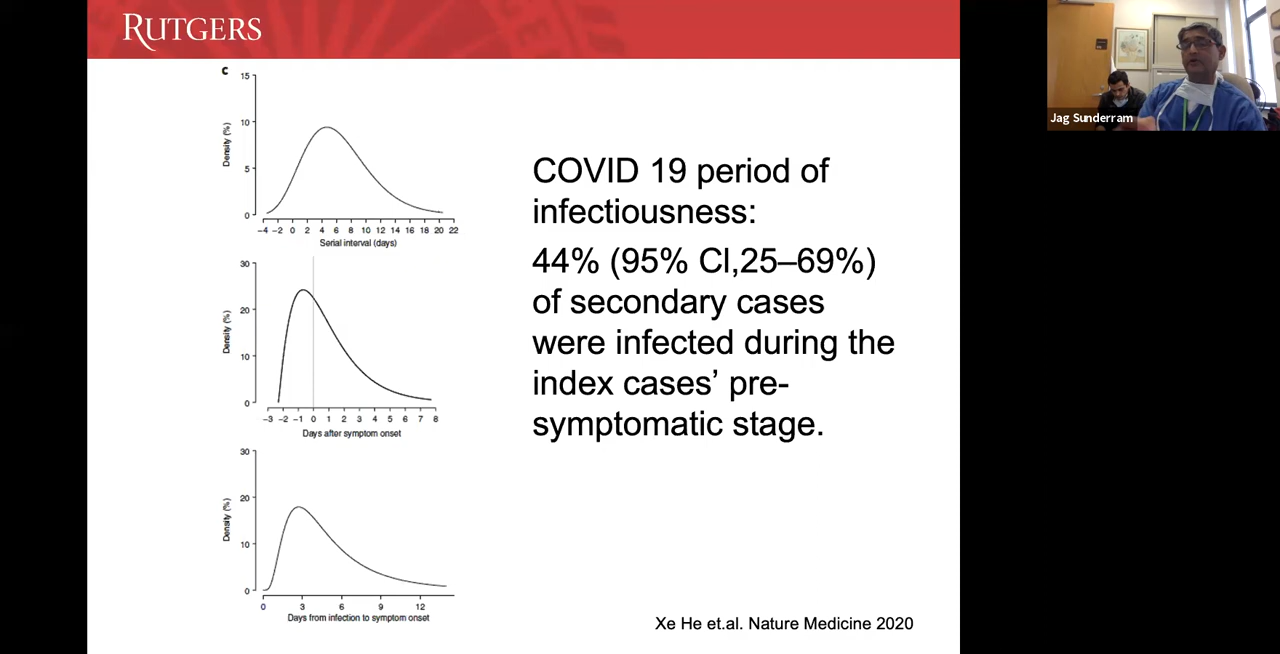 RUTGERS
c
15
10
5
0
Density (%)
−4 −2 0 2 4 6 8 10 12 14 16 18 20 22
Serial interval (days)
30
20
10
0
Density (%)
−3 −2 −1 0 1 2 3 4 5 6 7 8
Days after symptom onset
30
20
10
0
Density (%)
0 3 6 9 12
Days from infection to symptom onset
COVID 19 period of
infectiousness:
44% (95% CI,25–69%)
of secondary cases
were infected during the
index cases’ pre-
symptomatic stage.
Xe He et.al. Nature Medicine 2020
Jag Sunderram